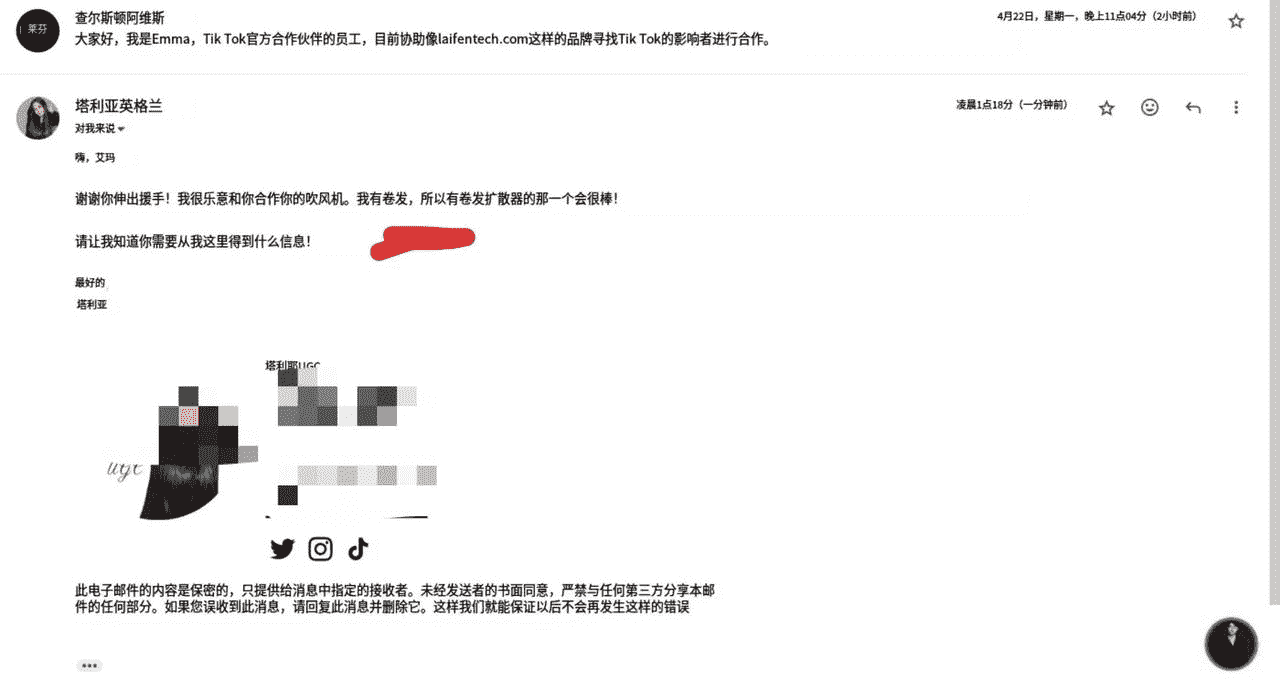 莱芬
查尔斯顿阿维斯
4月22日，星期一，晚上11点04分（2小时前）
大家好，我是Emma，Tik Tok官方合作伙伴的员工，目前协助像laifentech.com这样的品牌寻找Tik Tok的影响者进行合作。
塔利亚英格兰
凌晨1点18分（一分钟前）
对我来说
嗨，艾玛
谢谢你伸出援手！我很乐意和你合作你的吹风机。我有卷发，所以有卷发扩散器的那一个会很棒！
请让我知道你需要从我这里得到什么信息！
最好的
塔利亚
塔利耶UGC
ugc
此电子邮件的内容是保密的，只提供给消息中指定的接收者。未经发送者的书面同意，严禁与任何第三方分享本邮
件的任何部分。如果您误收到此消息，请回复此消息并删除它。这样我们就能保证以后不会再发生这样的错误